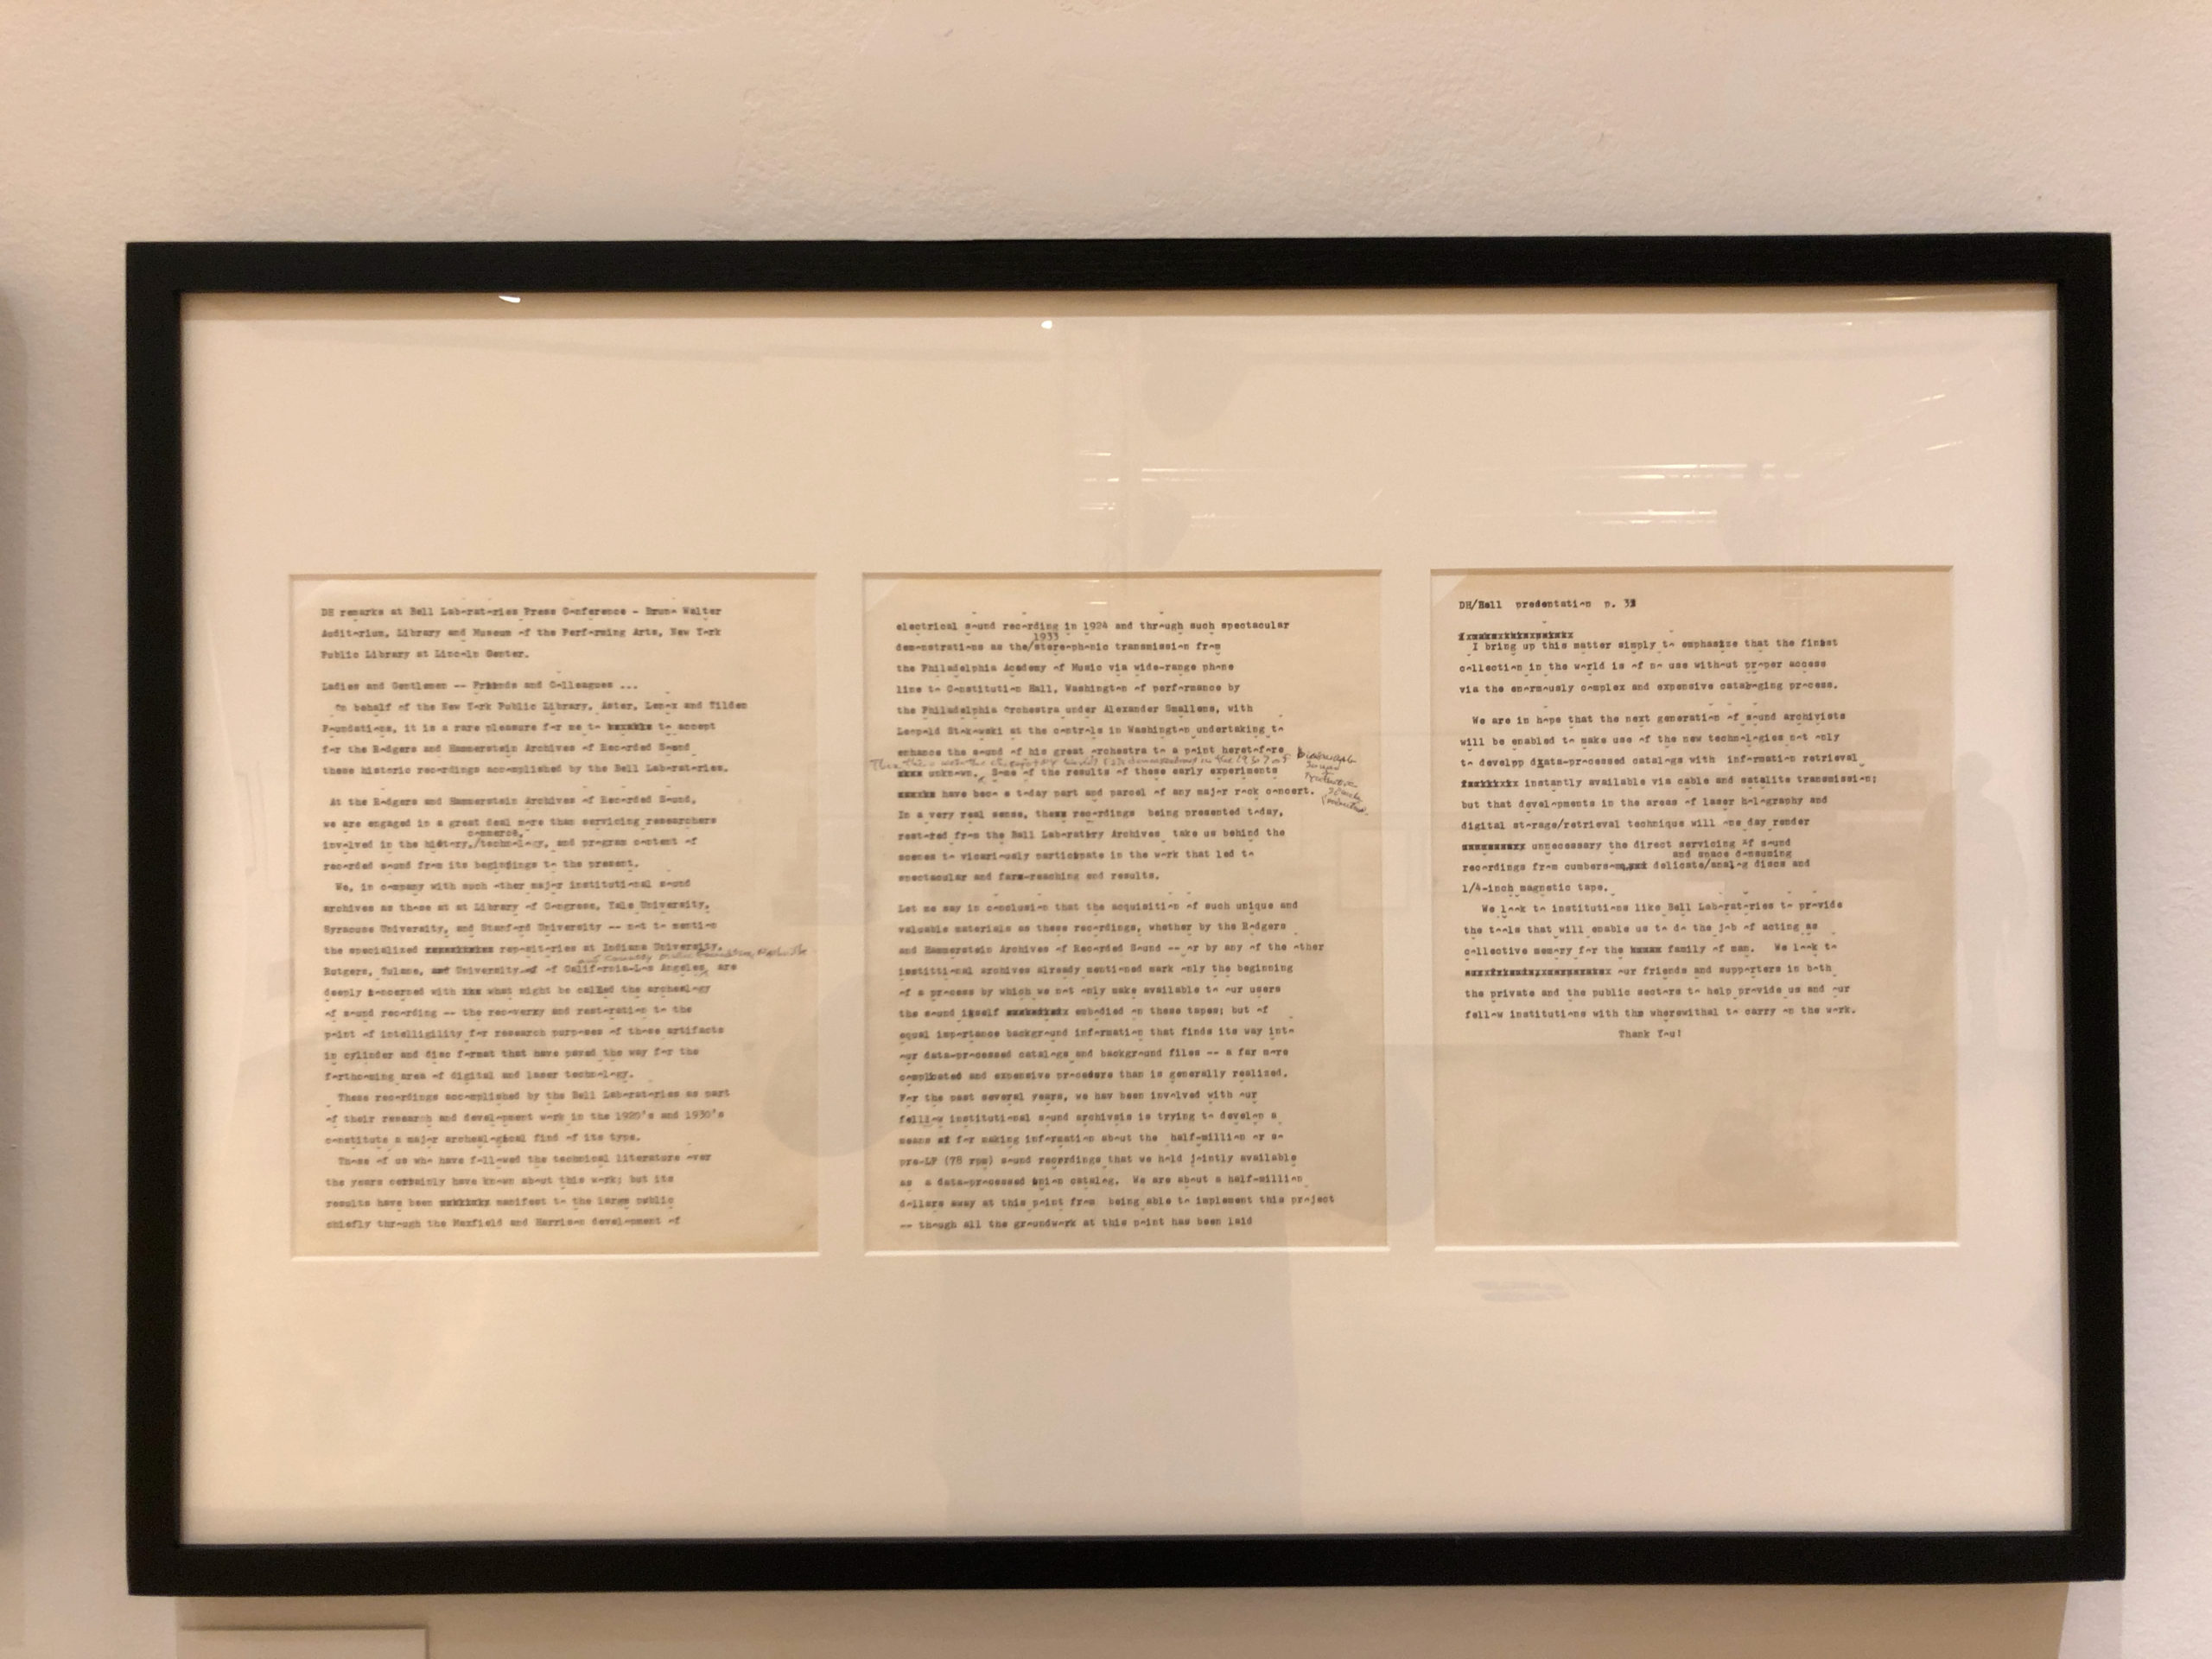 DH remarks at Bell Laboratories Press Conference - Bruno Walter
Auditorium, Library and Museum of the Performing Arts, New York
Public Library at Lincoln Center.
Ladies and Gentlemen -- Friends and Colleagues ...
On behalf of the New York Public Library, Astor, Lenox and Tilden
Foundations, it is a rare pleasure for me to to accept
for the Rodgers and Hammerstein Archives of Recorded Sound
these historic recordings accomplished by the Bell Laboratories.
At the Rodgers and Hammerstein Archives of Recorded Sound,
we are engaged in a great deal more than servicing researchers
commerce,
involved in the history,/technology, and program content of
recorded sound from its beginnings to the present.
We, in company with such other major institutional sound
archives as those at at Library of Congress, Yale University,
Syracuse University, and Stanford University -- not to mention
the specialized repositories at Indiana University,
and Country Music Foundation, Nashville
Rutgers, Tulane, and University of of California-Los Angeles, are
deeply concerned with what might be called the archeology
of sound recording -- the recoverry and restoration to the
point of intelligility for research purposes of those artifacts
in cylinder and disc format that have paved the way for the
forthcoming area of digital and laser technology.
These recordings accomplished by the Bell Laboratories as part
of their research and development work in the 1920's and 1930's
constitute a major archealogical find of its type.
Those of us who have followed the technical literature over
the years certainly have known about this work; but its
results have been manifest to the large public
chiefly through the Maxfield and Harrison development of
electrical sound recording in 1924 and through such spectacular
1933
demonstrations as the/stereophonic transmission from
the Philadelphia Academy of Music via wide-range phone
line to Constitution Hall, Washington of performance by
the Philadelphia Orchestra under Alexander Smallens, with
Leopold Stokowski at the controls in Washington undertaking to
enhance the sound of his great orchestra to a point heretofore
unknown. Some of the results of these early experiments
have become today part and parcel of any major rock concert.
In a very real sense, these recordings being presented today,
restored from the Bell Laboratory Archives take us behind the
scenes to vicariously participate in the work that led to
spectacular and farm-reaching end results.
Let me say in conclusion that the acquisition of such unique and
valuable materials as these recordings, whether by the Rodgers
and Hammerstein Archives of Recorded Sound -- or by any of the other
institional archives already mentioned mark only the beginning
of a process by which we not only make available to our users
the sound itself embodied on these tapes; but of
equal importance background information that finds its way into
our data-processed catalogs and background files -- a far more
complicated and expensive procedure than is generally realized.
For the past several years, we hav been involved with our
felllow institutional sound archivsis is trying to develop a
means of for making information about the half-million or so
pre-LP (78 rpm) sound recordings that we hold jointly available
as a data-processed union catalog. We are about a half-million
dollars away at this point from being able to implement this project
-- though all the groundwork at this point has been laid
DH/Bell presentation p. 3
I bring up this matter simply to emphasize that the finest
collection in the world is of no use without proper access
via the enormously complex and expensive cataloging process.
We are in hope that the next generation of sound archivists
will be enabled to make use of the new technologies not only
to developp data-processed catalogs with information retrieval
instantly available via cable and satalite transmission;
but that developments in the areas of laser holography and
digital storage/retrieval technique will one day render
unnecessary the direct servicing of sound
and space consuming
recordings from cumbersome delicate/analog discs and
1/4-inch magnetic tape.
We look to institutions like Bell Laboratories to provide
the tools that will enable us to do the job of acting as
collective memory for the family of man. We look to
our friends and supporters in both
the private and the public sectors to help provide us and our
fellow institutions with the wherewithal to carry on the work.
Thank You!